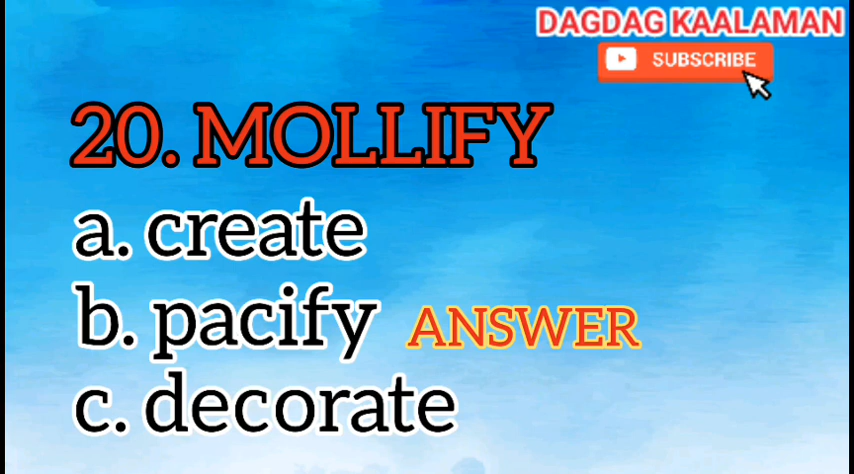 DAGDAG KAALAMAN
SUBSCRIBE
20. MOLLIFY
a. create
b. pacify ANSWER
c. decorate